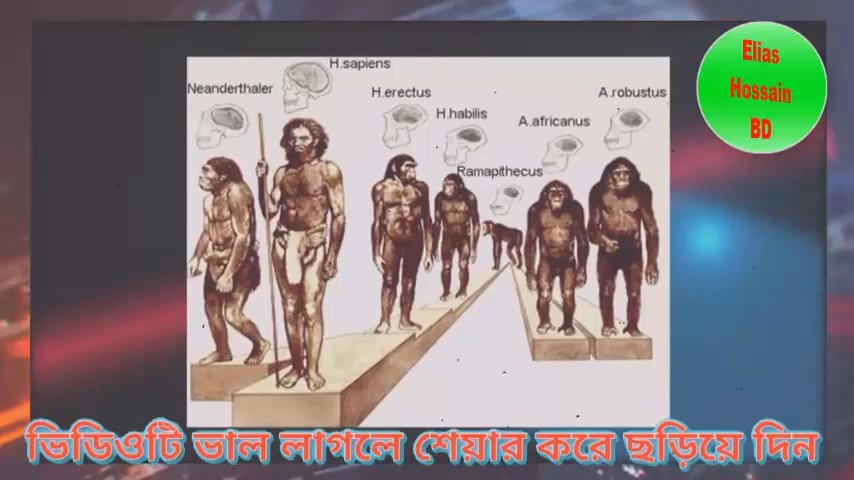 Elias
Hossain
BD
H.sapiens
Neanderthaler
H.erectus
A.robustus
H.habilis
A.africanus
Ramapithecus
ভিডিওটি ভাল লাগলে শেয়ার করে ছড়িয়ে দিন